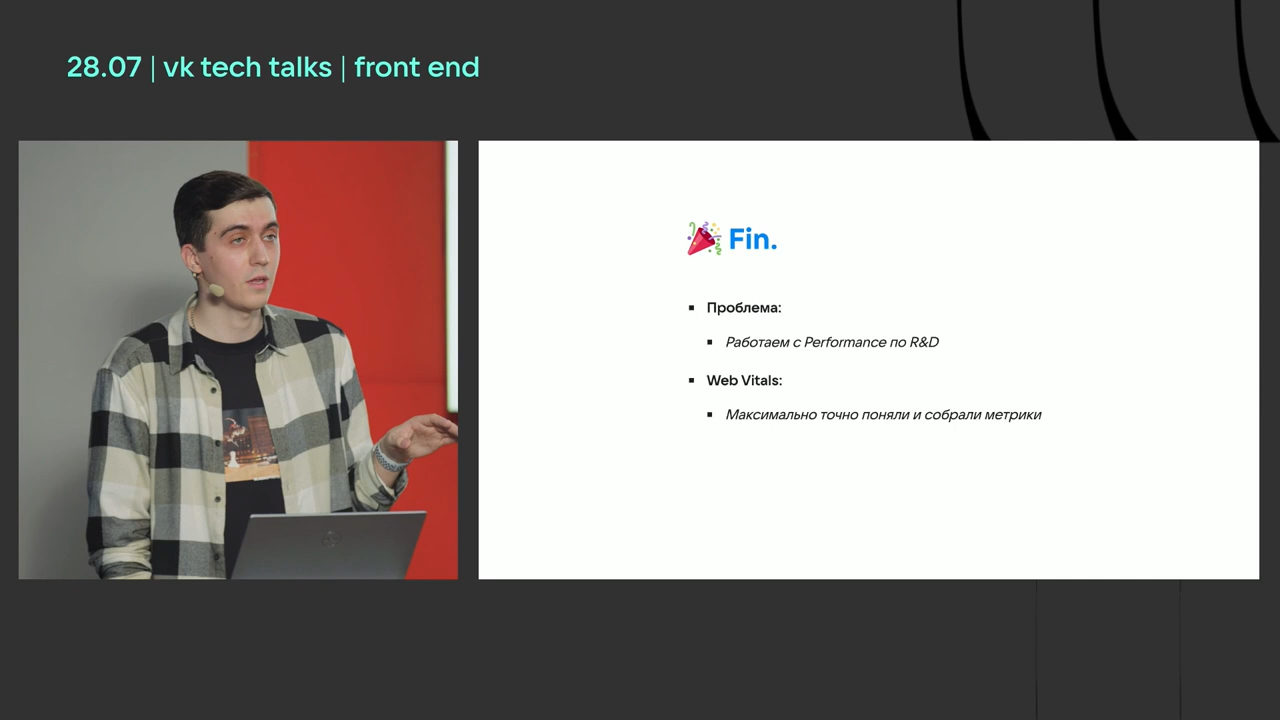 28.07 | vk tech talks | front end
Fin.
Проблема:
Работаем с Performance по R&D
Web Vitals:
Максимально точно поняли и собрали метрики